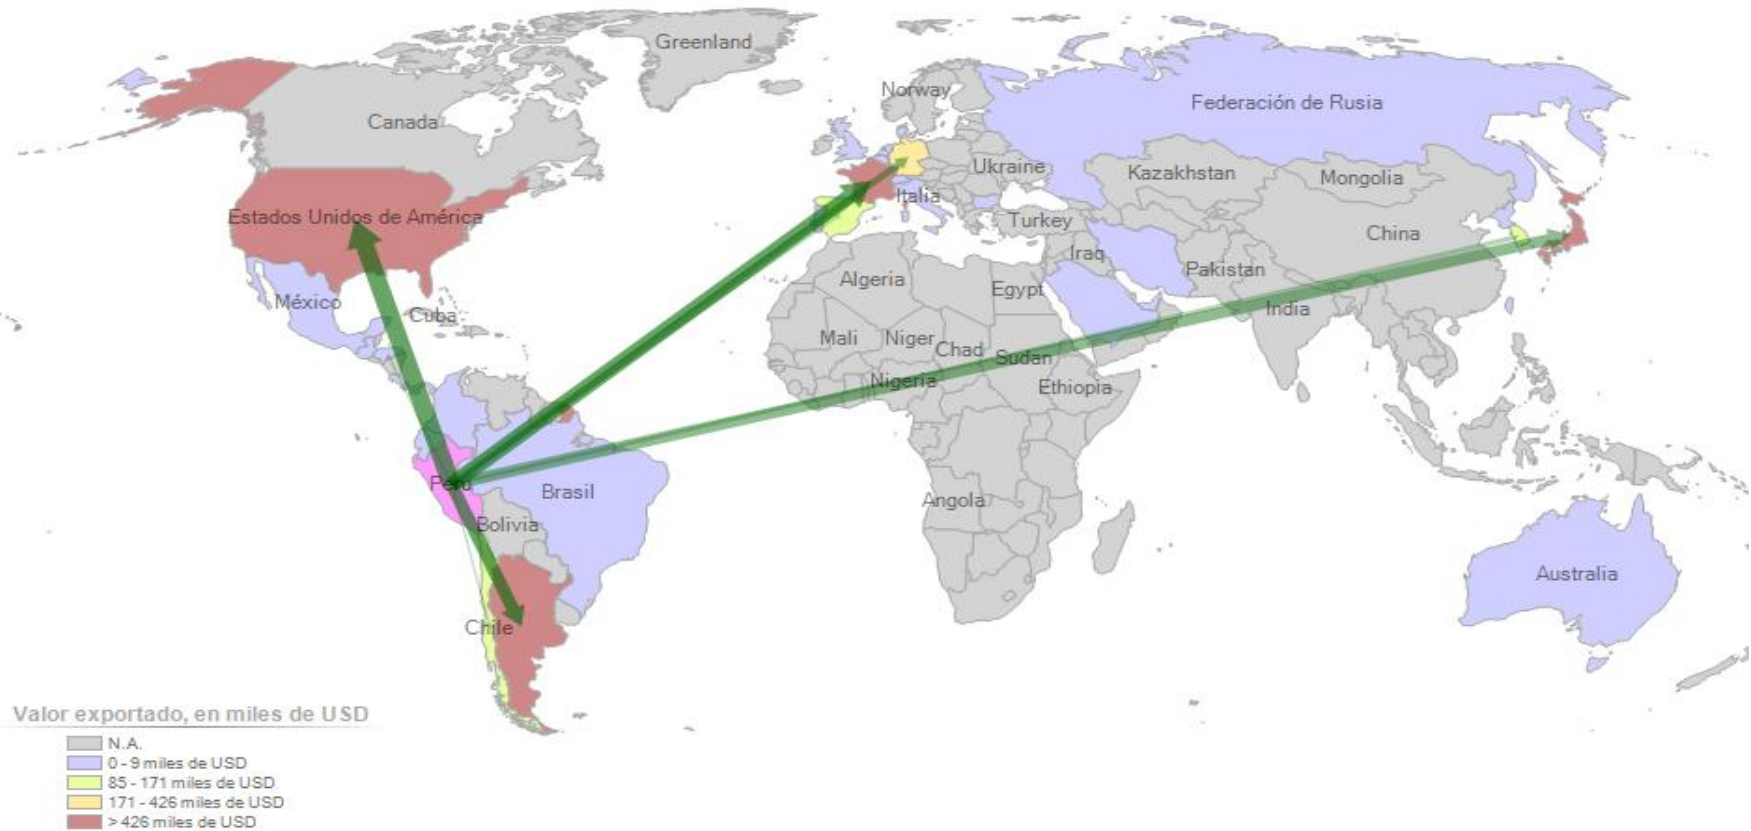 Greenland
Norway
Canada
Federación de Rusia
Ukraine
Kazakhstan
Mongolia
Italia
Estados Unidos de América
Turkey
China
Iraq
Pakistan
Algeria
Egypt
México
India
Cuba
Mali
Niger
Chad
Sudan
Nigeria
Ethiopia
Perú
Brasil
Angola
Bolivia
Australia
Chile
Valor exportado, en miles de USD
N.A.
0 - 9 miles de USD
85 - 171 miles de USD
171 - 426 miles de USD
> 426 miles de USD